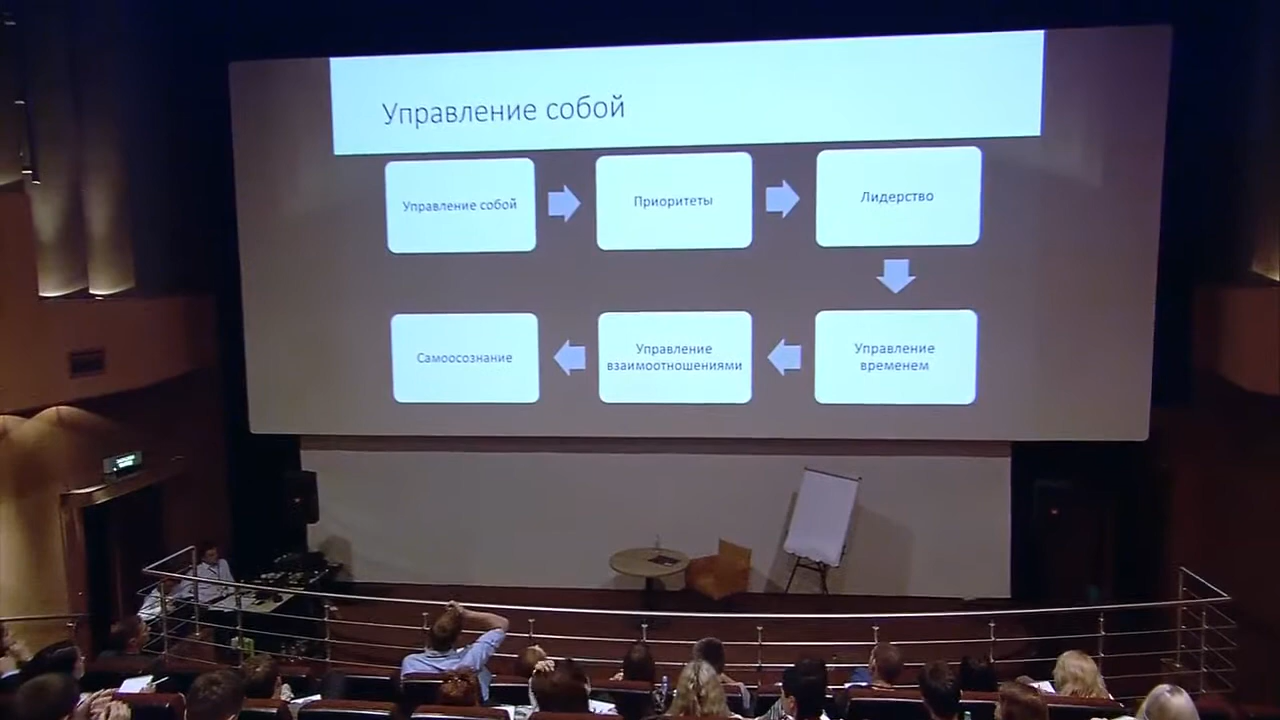 Управление собой
Управление собой
Приоритеты
Лидерство
Управление
временем
Управление
взаимоотношениями
Самоосознание